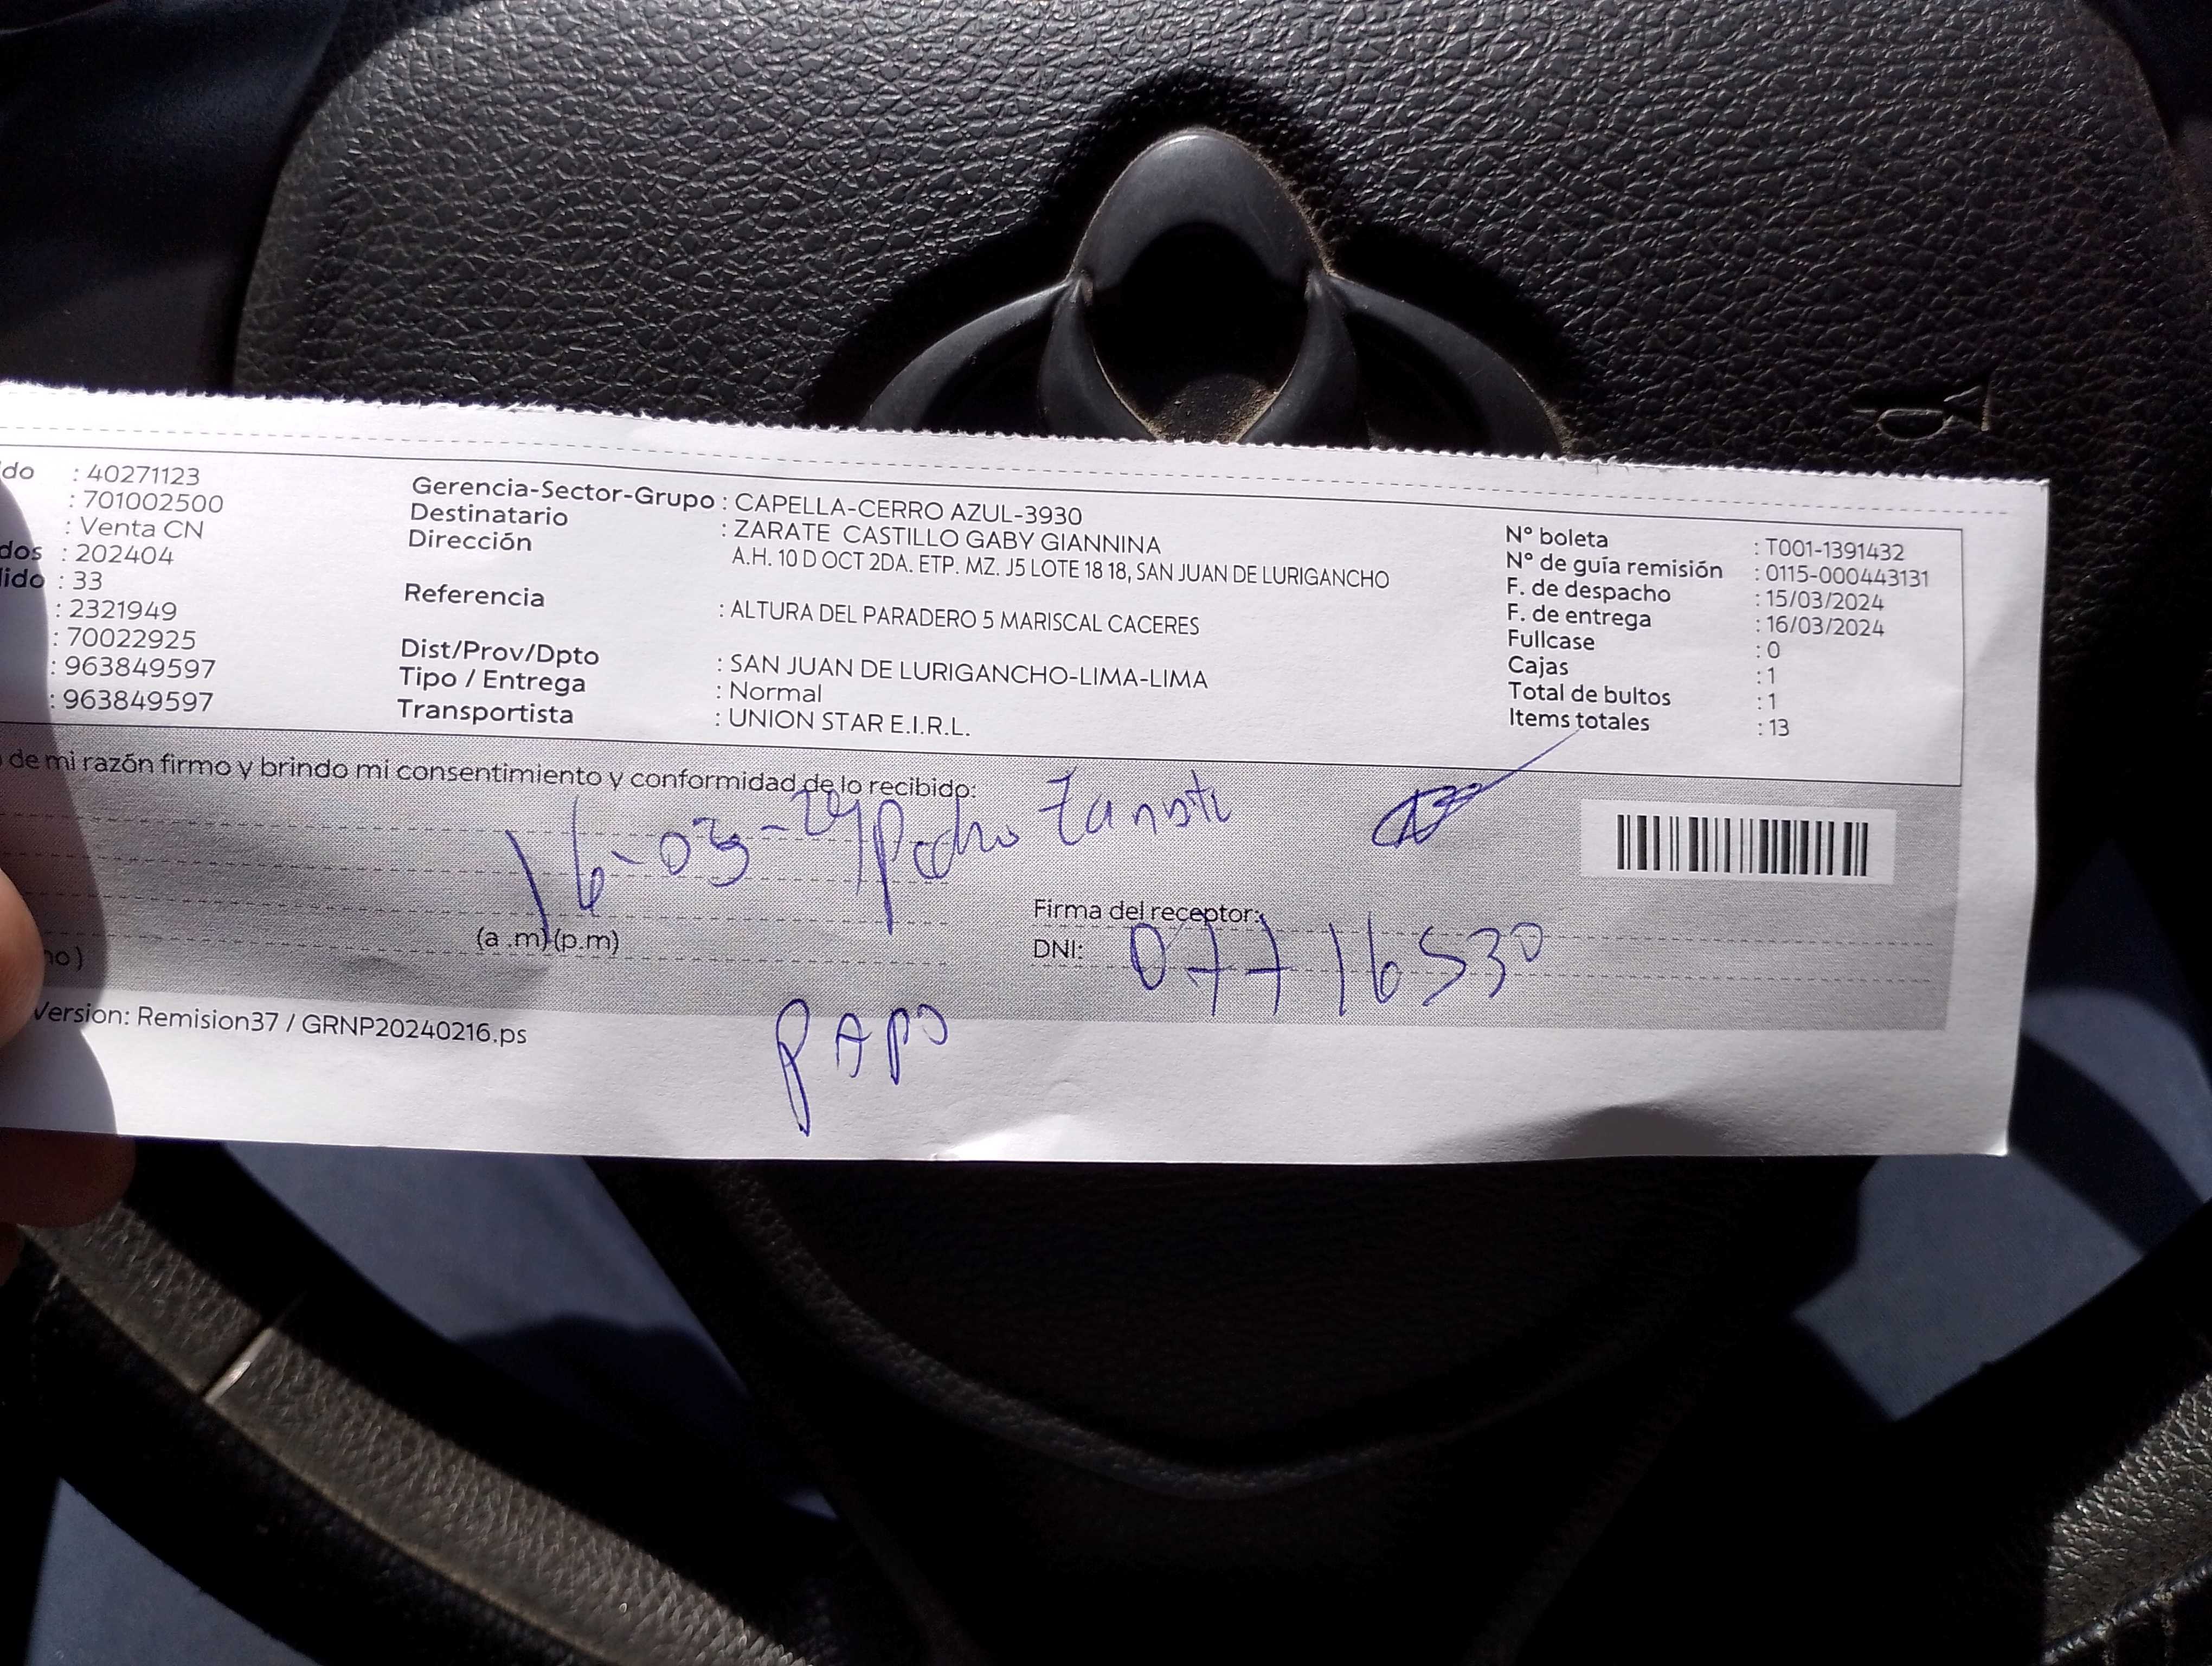 do : 40271123
: 701002500
: Venta CN
dos : 202404
lido : 33
: 2321949
: 70022925
: 963849597
: 963849597
Gerencia-Sector-Grupo : CAPELLA-CERRO AZUL-3930
Destinatario : ZARATE CASTILLO GABY GIANNINA
Dirección A.H. 10 D OCT 2DA. ETP. MZ. J5 LOTE 18 18, SAN JUAN DE LURIGANCHO
Referencia : ALTURA DEL PARADERO 5 MARISCAL CACERES
Dist/Prov/Dpto : SAN JUAN DE LURIGANCHO-LIMA-LIMA
Tipo / Entrega : Normal
Transportista : UNION STAR E.I.R.L.
N° boleta : T001-1391432
N° de guía remisión : 0115-000443131
F. de despacho : 15/03/2024
F. de entrega : 16/03/2024
Fullcase : 0
Cajas : 1
Total de bultos : 1
Items totales : 13
de mi razón firmo y brindo mi consentimiento y conformidad de lo recibido:
16-03-24 Pedro
Firma del receptor:
(a .m) (p.m)
DNI: 07716530
no)
Version: Remision37 / GRNP20240216.ps
PAPO